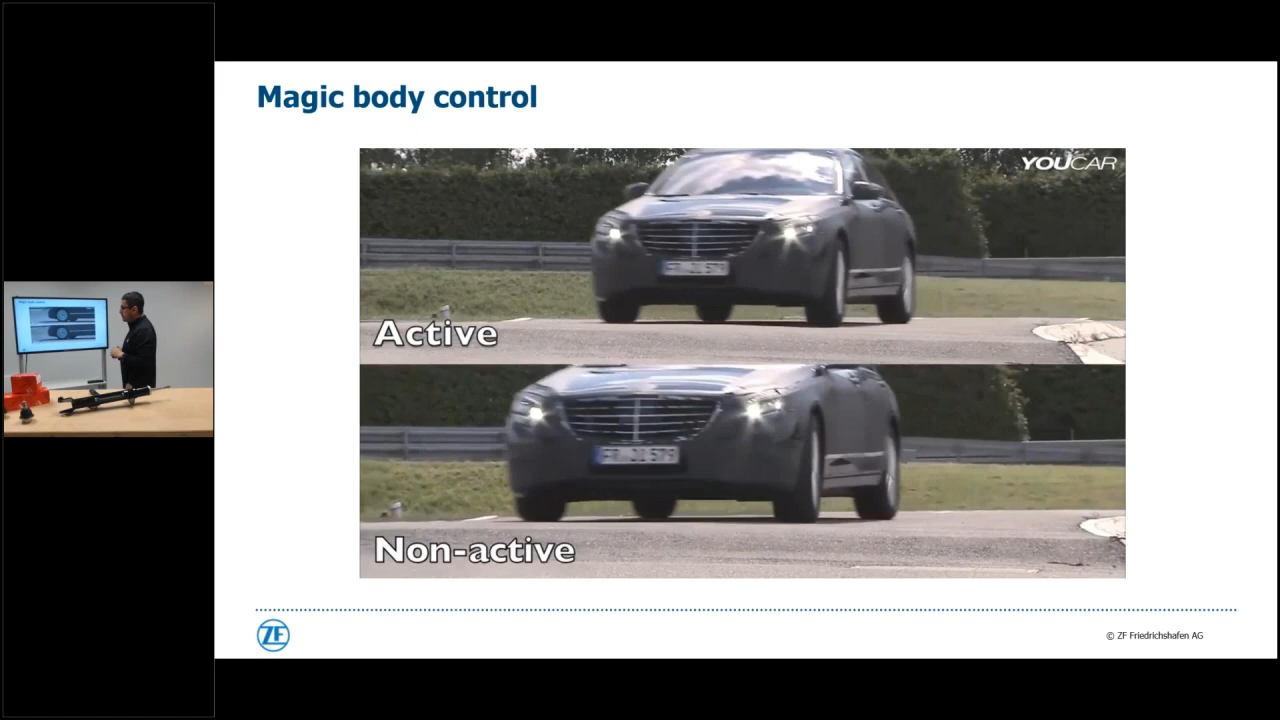 Magic body control
YOUCAR
Active
Non-active
ZF
© ZF Friedrichshafen AG